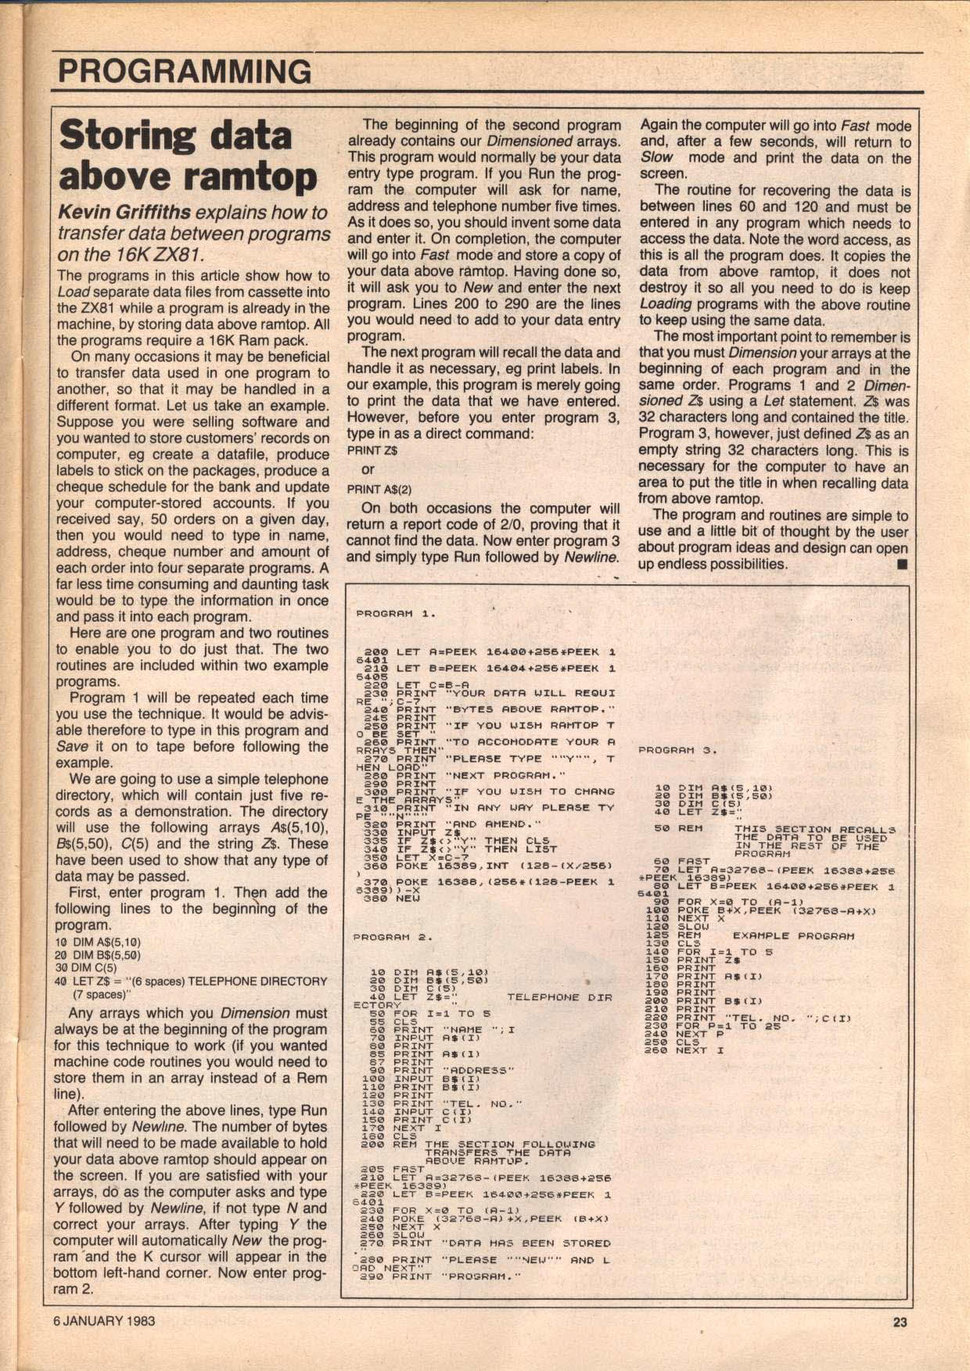 PROGRAMMING
Storing data
above ramtop
Kevin Griffiths explains how to
transfer data between programs
on the 16K ZX81.
The programs in this article show how to
Load separate data files from cassette into
the ZX81 while a program is already in the
machine, by storing data above ramtop. All
the programs require a 16K Ram pack.
On many occasions it may be beneficial
to transfer data used in one program to
another, so that it may be handled in a
different format. Let us take an example.
Suppose you were selling software and
you wanted to store customers' records on
computer, eg create a datafile, produce
labels to stick on the packages, produce a
cheque schedule for the bank and update
your computer-stored accounts. If you
received say, 50 orders on a given day,
then you would need to type in name,
address, cheque number and amount of
each order into four separate programs. A
far less time consuming and daunting task
would be to type the information in once
and pass it into each program.
Here are one program and two routines
to enable you to do just that. The two
routines are included within two example
programs.
Program 1 will be repeated each time
you use the technique. It would be advis-
able therefore to type in this program and
Save it on to tape before following the
example.
We are going to use a simple telephone
directory, which will contain just five re-
cords as a demonstration. The directory
will use the following arrays A$(5,10),
B$(5,50), C(5) and the string Z$. These
have been used to show that any type of
data may be passed.
First, enter program 1. Then add the
following lines to the beginning of the
program.
10 DIM A$(5,10)
20 DIM B$(5,50)
30 DIM C(5)
40 LET Z$ = "(6 spaces) TELEPHONE DIRECTORY
(7 spaces)"
Any arrays which you Dimension must
always be at the beginning of the program
for this technique to work (if you wanted
machine code routines you would need to
store them in an array instead of a Rem
line).
After entering the above lines, type Run
followed by Newline. The number of bytes
that will need to be made available to hold
your data above ramtop should appear on
the screen. If you are satisfied with your
arrays, do as the computer asks and type
Y followed by Newline, if not type N and
correct your arrays. After typing Y the
computer will automatically New the prog-
ram and the K cursor will appear in the
bottom left-hand corner. Now enter prog-
ram 2.
The beginning of the second program
already contains our Dimensioned arrays.
This program would normally be your data
entry type program. If you Run the prog-
ram the computer will ask for name,
address and telephone number five times.
As it does so, you should invent some data
and enter it. On completion, the computer
will go into Fast mode and store a copy of
your data above ramtop. Having done so,
it will ask you to New and enter the next
program. Lines 200 to 290 are the lines
you would need to add to your data entry
program.
The next program will recall the data and
handle it as necessary, eg print labels. In
our example, this program is merely going
to print the data that we have entered.
However, before you enter program 3,
type in as a direct command:
PRINT Z$
or
PRINT A$(2)
On both occasions the computer will
return a report code of 2/0, proving that it
cannot find the data. Now enter program 3
and simply type Run followed by Newline.
Again the computer will go into Fast mode
and, after a few seconds, will return to
Slow mode and print the data on the
screen.
The routine for recovering the data is
between lines 60 and 120 and must be
entered in any program which needs to
access the data. Note the word access, as
this is all the program does. It copies the
data from above ramtop, it does not
destroy it so all you need to do is keep
Loading programs with the above routine
to keep using the same data.
The most important point to remember is
that you must Dimension your arrays at the
beginning of each program and in the
same order. Programs 1 and 2 Dimen-
sioned Z$ using a Let statement. Z$ was
32 characters long and contained the title.
Program 3, however, just defined Z$ as an
empty string 32 characters long. This is
necessary for the computer to have an
area to put the title in when recalling data
from above ramtop.
The program and routines are simple to
use and a little bit of thought by the user
about program ideas and design can open
up endless possibilities. ■
PROGRAM 1.
200 LET A=PEEK 16400+256*PEEK 1
6401
210 LET B=PEEK 16404+256*PEEK 1
6405
220 LET C=B-A
230 PRINT "YOUR DATA WILL REQUI
RE ";C-7
240 PRINT "BYTES ABOVE RAMTOP."
245 PRINT
250 PRINT "IF YOU WISH RAMTOP T
O BE SET "
260 PRINT "TO ACCOMODATE YOUR A
RRAYS THEN"
270 PRINT "PLEASE TYPE ""Y"", T
HEN LOAD"
280 PRINT "NEXT PROGRAM."
290 PRINT
300 PRINT "IF YOU WISH TO CHANG
E THE ARRAYS"
310 PRINT "IN ANY WAY PLEASE TY
PE ""N"""
320 PRINT "AND AMEND."
330 INPUT Z$
335 IF Z$<>"Y" THEN CLS
340 IF Z$<>"Y" THEN LIST
350 LET X=C-7
360 POKE 16389,INT (128-(X/256)
)
370 POKE 16388,(256*(128-PEEK 1
6389))-X
380 NEW
PROGRAM 2.
10 DIM A$(5,10)
20 DIM B$(5,50)
30 DIM C(5)
40 LET Z$=" TELEPHONE DIR
ECTORY "
50 FOR I=1 TO 5
55 CLS
60 PRINT "NAME ";I
70 INPUT A$(I)
80 PRINT
85 PRINT A$(I)
87 PRINT
90 PRINT "ADDRESS"
100 INPUT B$(I)
110 PRINT B$(I)
120 PRINT
130 PRINT "TEL. NO."
140 INPUT C(I)
150 PRINT C(I)
170 NEXT I
180 CLS
200 REM THE SECTION FOLLOWING
TRANSFERS THE DATA
ABOVE RAMTOP.
205 FAST
210 LET A=32768-(PEEK 16388+256
*PEEK 16389)
220 LET B=PEEK 16400+256*PEEK 1
6401
230 FOR X=0 TO (A-1)
240 POKE (32768-A)+X,PEEK (B+X)
250 NEXT X
260 SLOW
270 PRINT "DATA HAS BEEN STORED
."
280 PRINT "PLEASE ""NEW"" AND L
OAD NEXT"
290 PRINT "PROGRAM."
PROGRAM 3.
10 DIM A$(5,10)
20 DIM B$(5,50)
30 DIM C(5)
40 LET Z$="
"
50 REM THIS SECTION RECALLS
THE DATA TO BE USED
IN THE REST OF THE
PROGRAM
60 FAST
70 LET A=32768-(PEEK 16388+256
*PEEK 16389)
80 LET B=PEEK 16400+256*PEEK 1
6401
90 FOR X=0 TO (A-1)
100 POKE B+X,PEEK (32768-A+X)
110 NEXT X
120 SLOW
125 REM EXAMPLE PROGRAM
130 CLS
140 FOR I=1 TO 5
150 PRINT Z$
160 PRINT
170 PRINT A$(I)
180 PRINT
190 PRINT
200 PRINT B$(I)
210 PRINT
220 PRINT "TEL. NO. ";C(I)
230 FOR P=1 TO 25
240 NEXT P
250 CLS
260 NEXT I
6 JANUARY 1983
23